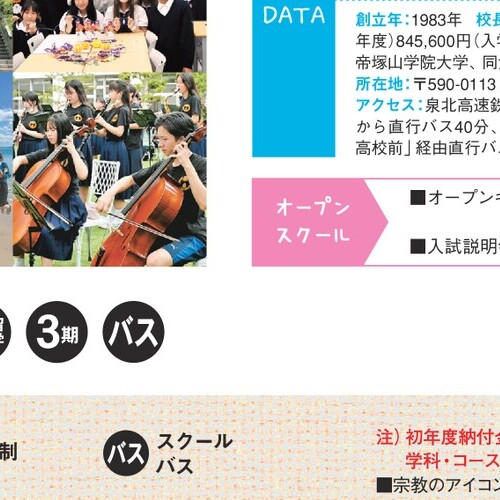 DATA
創立年：1983年 校長
年度）845,600円（入学
帝塚山学院大学、同
所在地：〒590-0113
アクセス：泉北高速鉄
から直行バス40分、
高校前」経由直行バ
オープン
スクール
■オープンキ
■入試説明
3期
バス
制
バス スクール
バス
注）初年度納付金
学科・コース
■宗教のアイコン